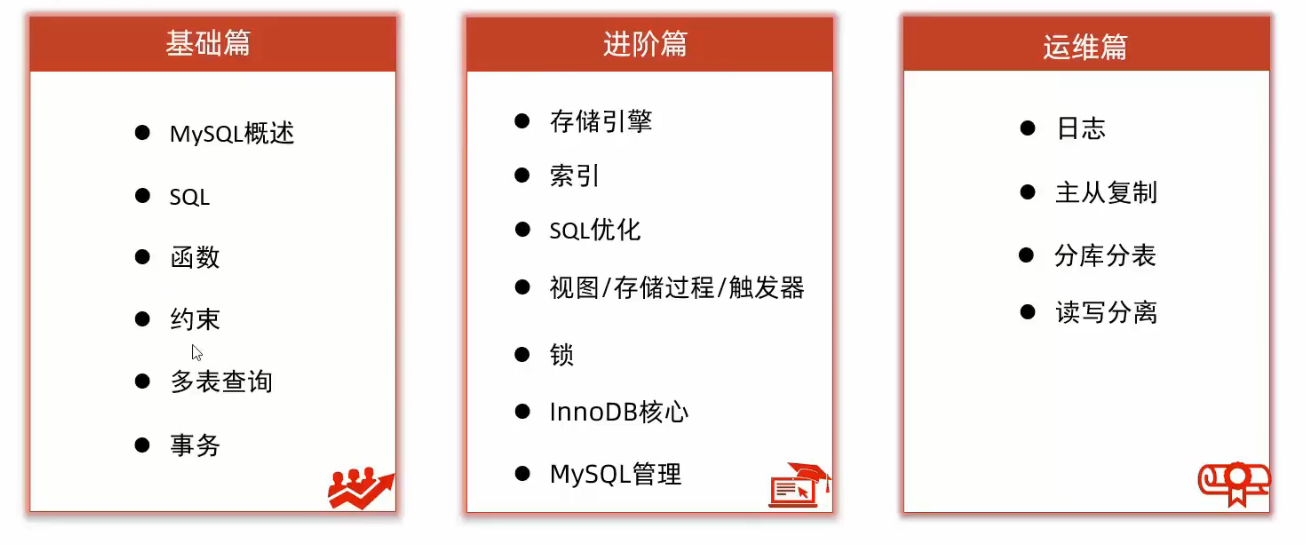 基础篇
MySQL概述
SQL
函数
约束
多表查询
事务
进阶篇
存储引擎
索引
SQL优化
视图/存储过程/触发器
锁
InnoDB核心
MySQL管理
运维篇
日志
主从复制
分库分表
读写分离